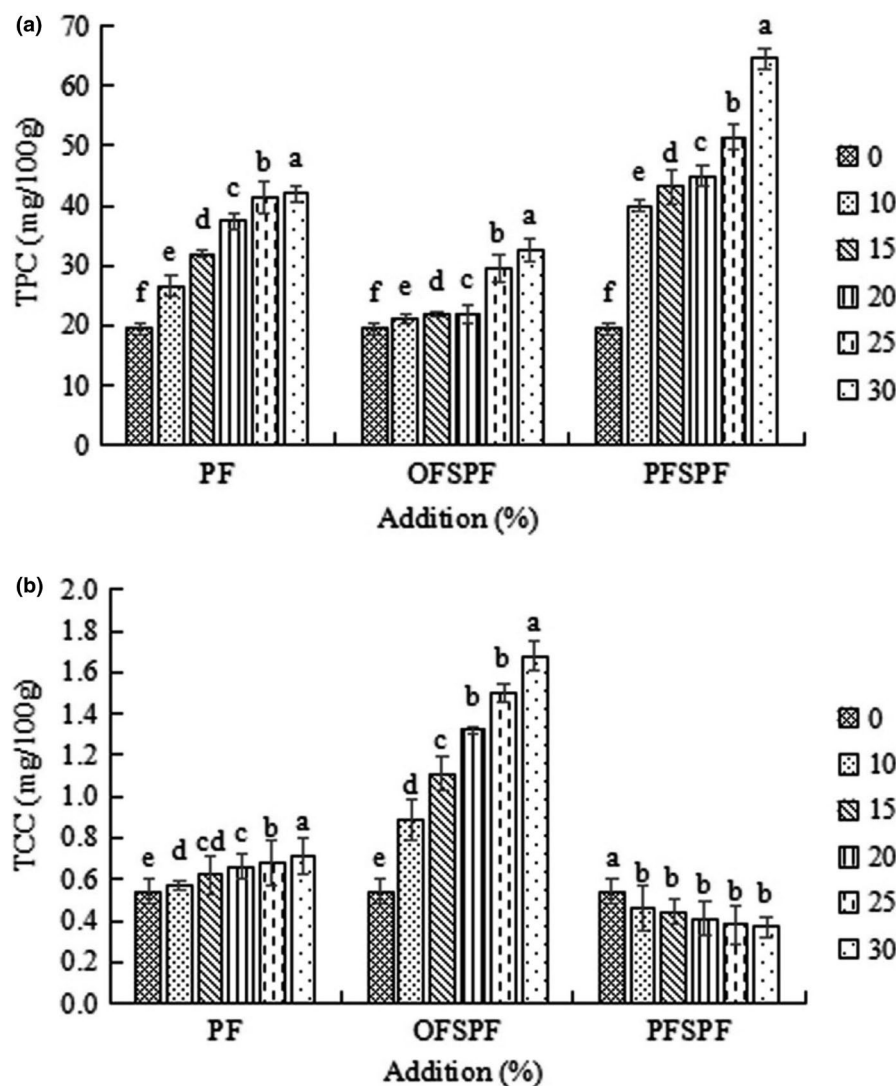 (a)
70
60
50
40
30
20
10
0
TPC (mg/100g)
f e d c b a
f e d c b a
f e d c b a
PF OFSPF PFSPF
Addition (%)
0
10
15
20
25
30
(b)
2.0
1.8
1.6
1.4
1.2
1.0
0.8
0.6
0.4
0.2
0.0
TCC (mg/100g)
e d cd c b a
e d c b b a
a b b b b b
PF OFSPF PFSPF
Addition (%)
0
10
15
20
25
30